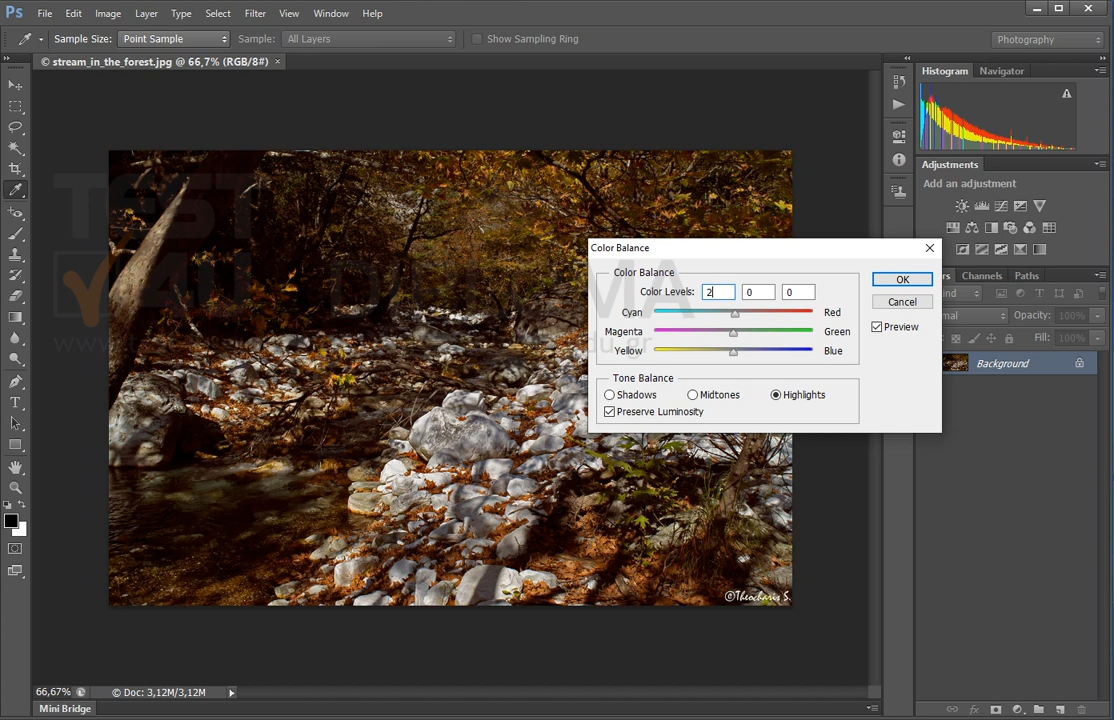 Ps File Edit Image Layer Type Select Filter View Window Help
Sample Size: Point Sample Sample: All Layers Show Sampling Ring Photography
© stream_in_the_forest.jpg @ 66,7% (RGB/8#) ×
Histogram Navigator
Adjustments
Add an adjustment
Channels Paths
Opacity: 100%
Fill: 100%
Background
Color Balance
Color Balance
Color Levels: 2 0 0
Cyan Red
Magenta Green
Yellow Blue
Tone Balance
Shadows Midtones Highlights
Preserve Luminosity
OK
Cancel
Preview
TEST
4U
©Theocharis S.
66,67% © Doc: 3,12M/3,12M
Mini Bridge